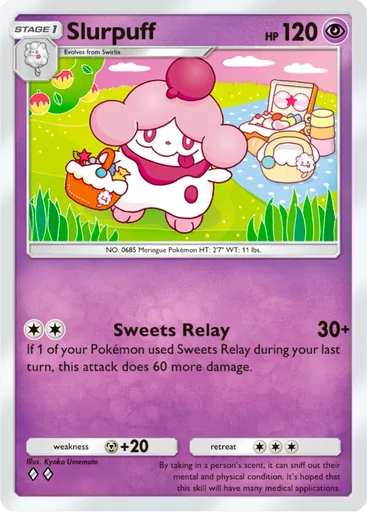 STAGE 1
Slurpuff
HP 120
Evolves from Swirlix
NO. 0685 Meringue Pokémon HT: 2'7" WT: 11 lbs.
Sweets Relay 30+
If 1 of your Pokémon used Sweets Relay during your last
turn, this attack does 60 more damage.
weakness +20 retreat
Illus. Kyoko Umemoto
By taking in a person's scent, it can sniff out their
mental and physical condition. It's hoped that
this skill will have many medical applications.